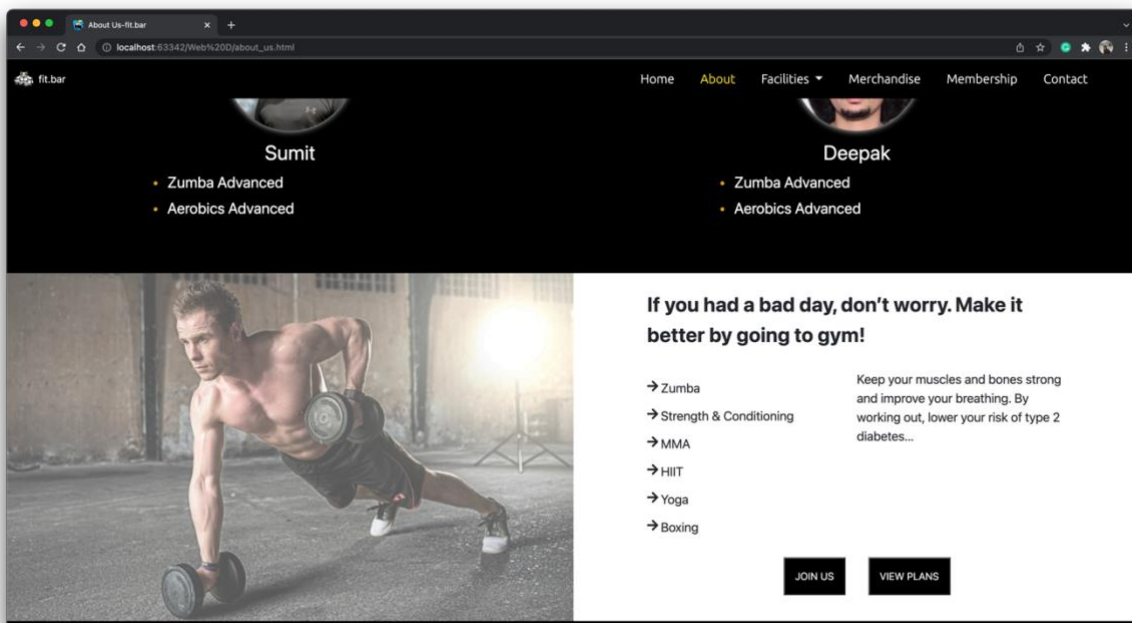 About Us-fit.bar
localhost:63342/Web%20D/about_us.html
fit.bar
Home About Facilities Merchandise Membership Contact
Sumit
• Zumba Advanced
• Aerobics Advanced
Deepak
• Zumba Advanced
• Aerobics Advanced
If you had a bad day, don't worry. Make it
better by going to gym!
→ Zumba
→ Strength & Conditioning
→ MMA
→ HIIT
→ Yoga
→ Boxing
Keep your muscles and bones strong
and improve your breathing. By
working out, lower your risk of type 2
diabetes...
JOIN US VIEW PLANS